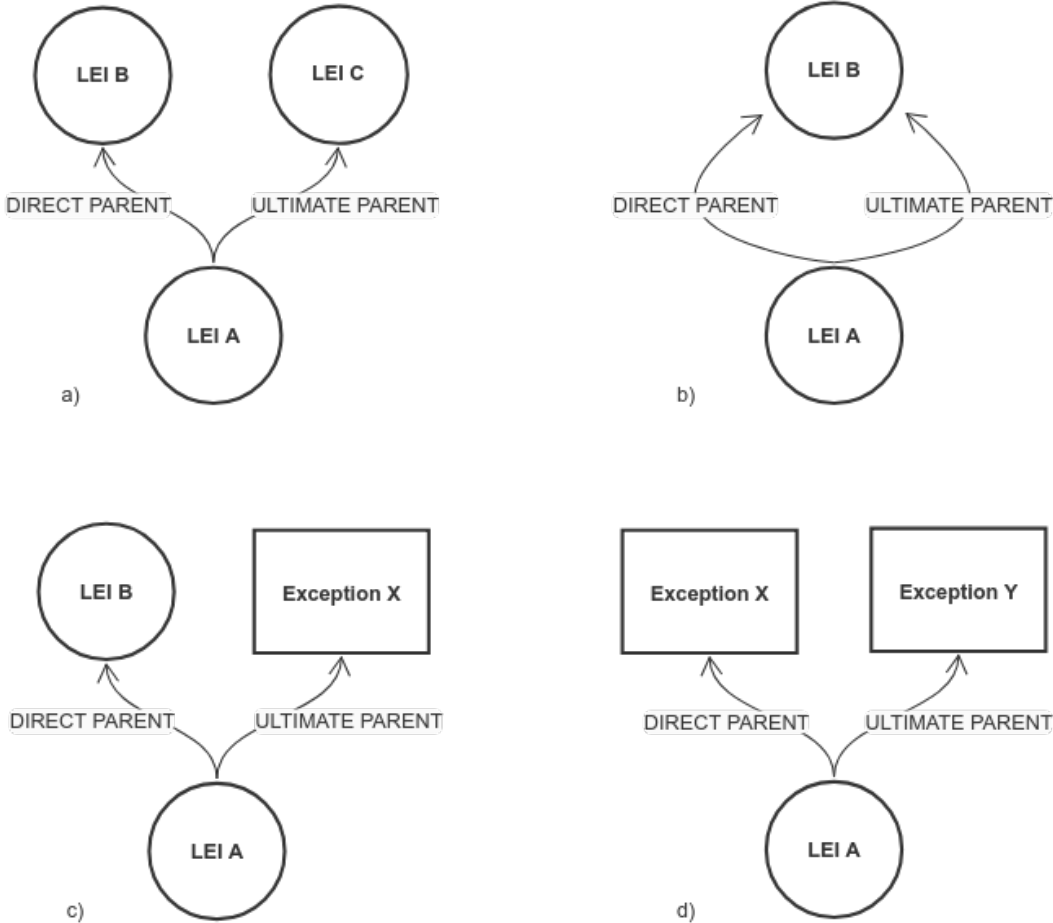 LEI B
LEI C
DIRECT PARENT
ULTIMATE PARENT
LEI A
a)
LEI B
DIRECT PARENT
ULTIMATE PARENT
LEI A
b)
LEI B
Exception X
DIRECT PARENT
ULTIMATE PARENT
LEI A
c)
Exception X
Exception Y
DIRECT PARENT
ULTIMATE PARENT
LEI A
d)